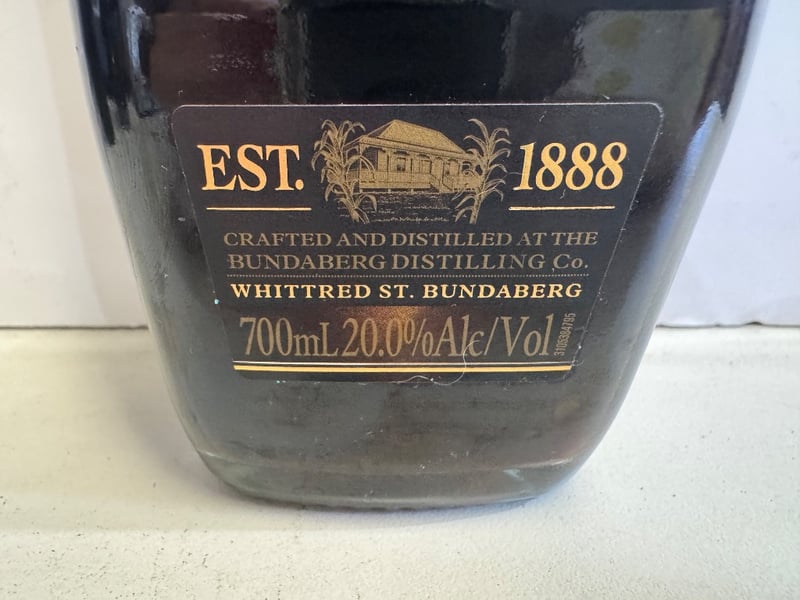 EST. 1888
CRAFTED AND DISTILLED AT THE
BUNDABERG DISTILLING Co.
WHITTRED ST. BUNDABERG
700mL 20.0%Alc/Vol